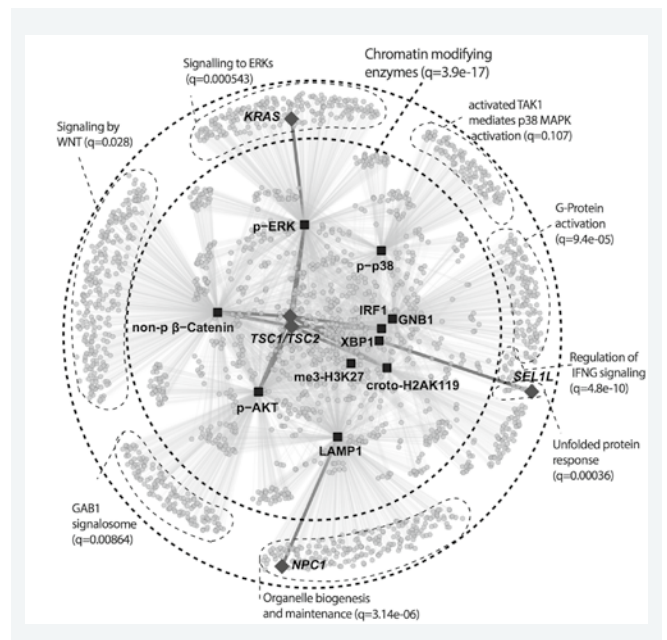 Signalling to ERKs
(q=0.000543)
Chromatin modifying
enzymes (q=3.9e-17)
activated TAK1
mediates p38 MAPK
activation (q=0.107)
Signaling by
WNT (q=0.028)
KRAS
G-Protein
activation
(q=9.4e-05)
p-ERK
p-p38
IRF1
GNB1
non-p β-Catenin
TSC1/TSC2
XBP1
me3-H3K27
croto-H2AK119
Regulation of
IFNG signaling
(q=4.8e-10)
SEL1L
p-AKT
LAMP1
Unfolded protein
response
(q=0.00036)
GAB1
signalosome
(q=0.00864)
NPC1
Organelle biogenesis
and maintenance (q=3.14e-06)